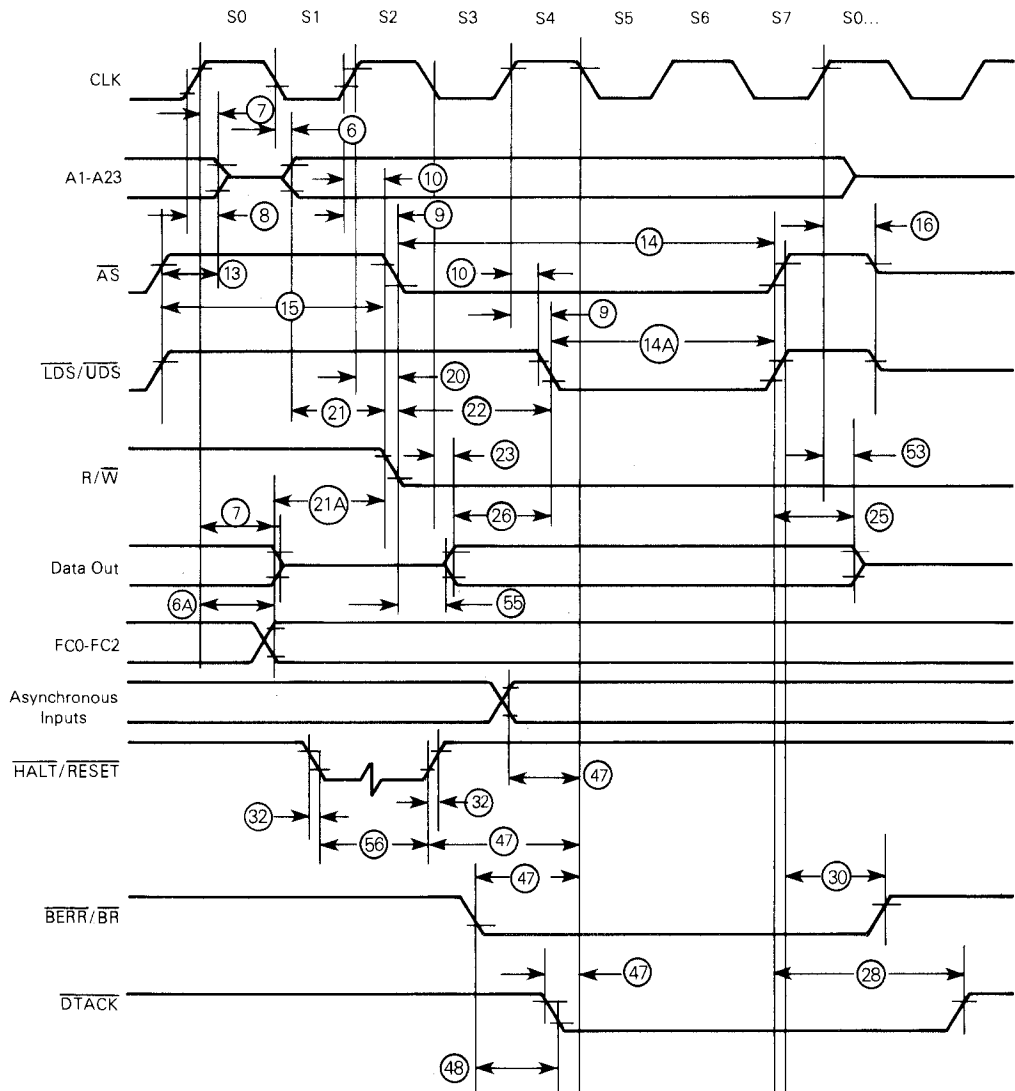 S0 S1 S2 S3 S4 S5 S6 S7 S0...
CLK
7
6
A1-A23
10
8
9
14
16
AS
13
10
15
9
14A
LDS/UDS
20
21
22
23
53
R/W
21A
7
26
25
Data Out
6A
55
FC0-FC2
Asynchronous
Inputs
HALT/RESET
47
32
32
56
47
47
30
BERR/BR
47
28
DTACK
48